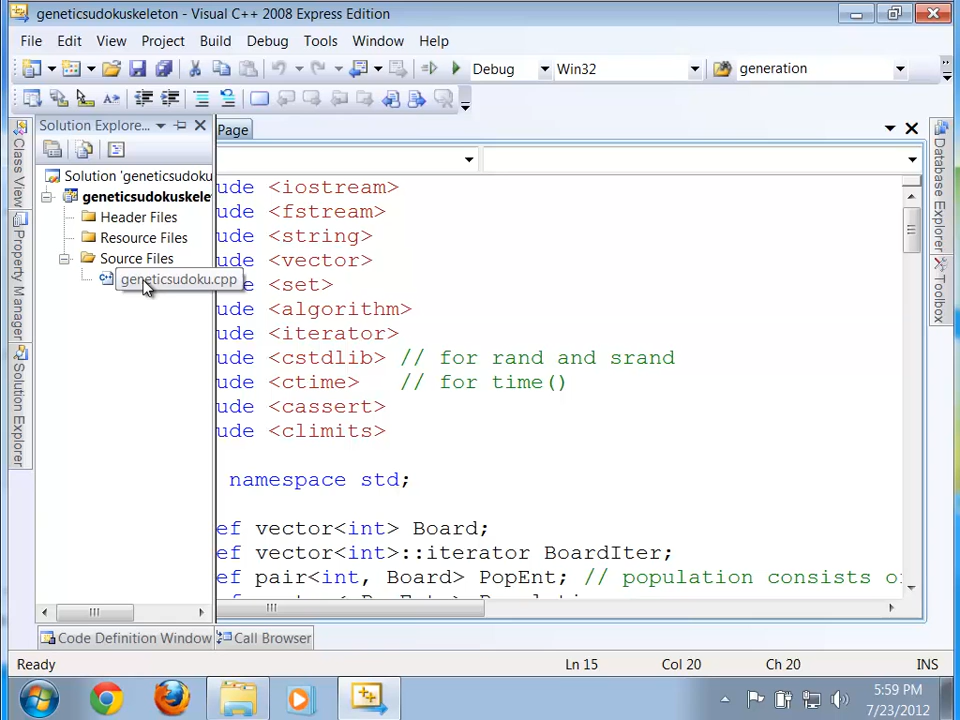 geneticsudokuskeleton - Visual C++ 2008 Express Edition
File Edit View Project Build Debug Tools Window Help
Debug Win32 generation
Solution Explore... Page
Class View
Property Manager
Solution Explorer
Database Explorer
Toolbox
Solution 'geneticsudoku
geneticsudokuskele
Header Files
Resource Files
Source Files
geneticsudoku.cpp
ude <iostream>
ude <fstream>
ude <string>
ude <vector>
ude <set>
ude <algorithm>
ude <iterator>
ude <cstdlib> // for rand and srand
ude <ctime> // for time()
ude <cassert>
ude <climits>
namespace std;
ef vector<int> Board;
ef vector<int>::iterator BoardIter;
ef pair<int, Board> PopEnt; // population consists o
Code Definition Window Call Browser
Ready Ln 15 Col 20 Ch 20 INS
5:59 PM
7/23/2012